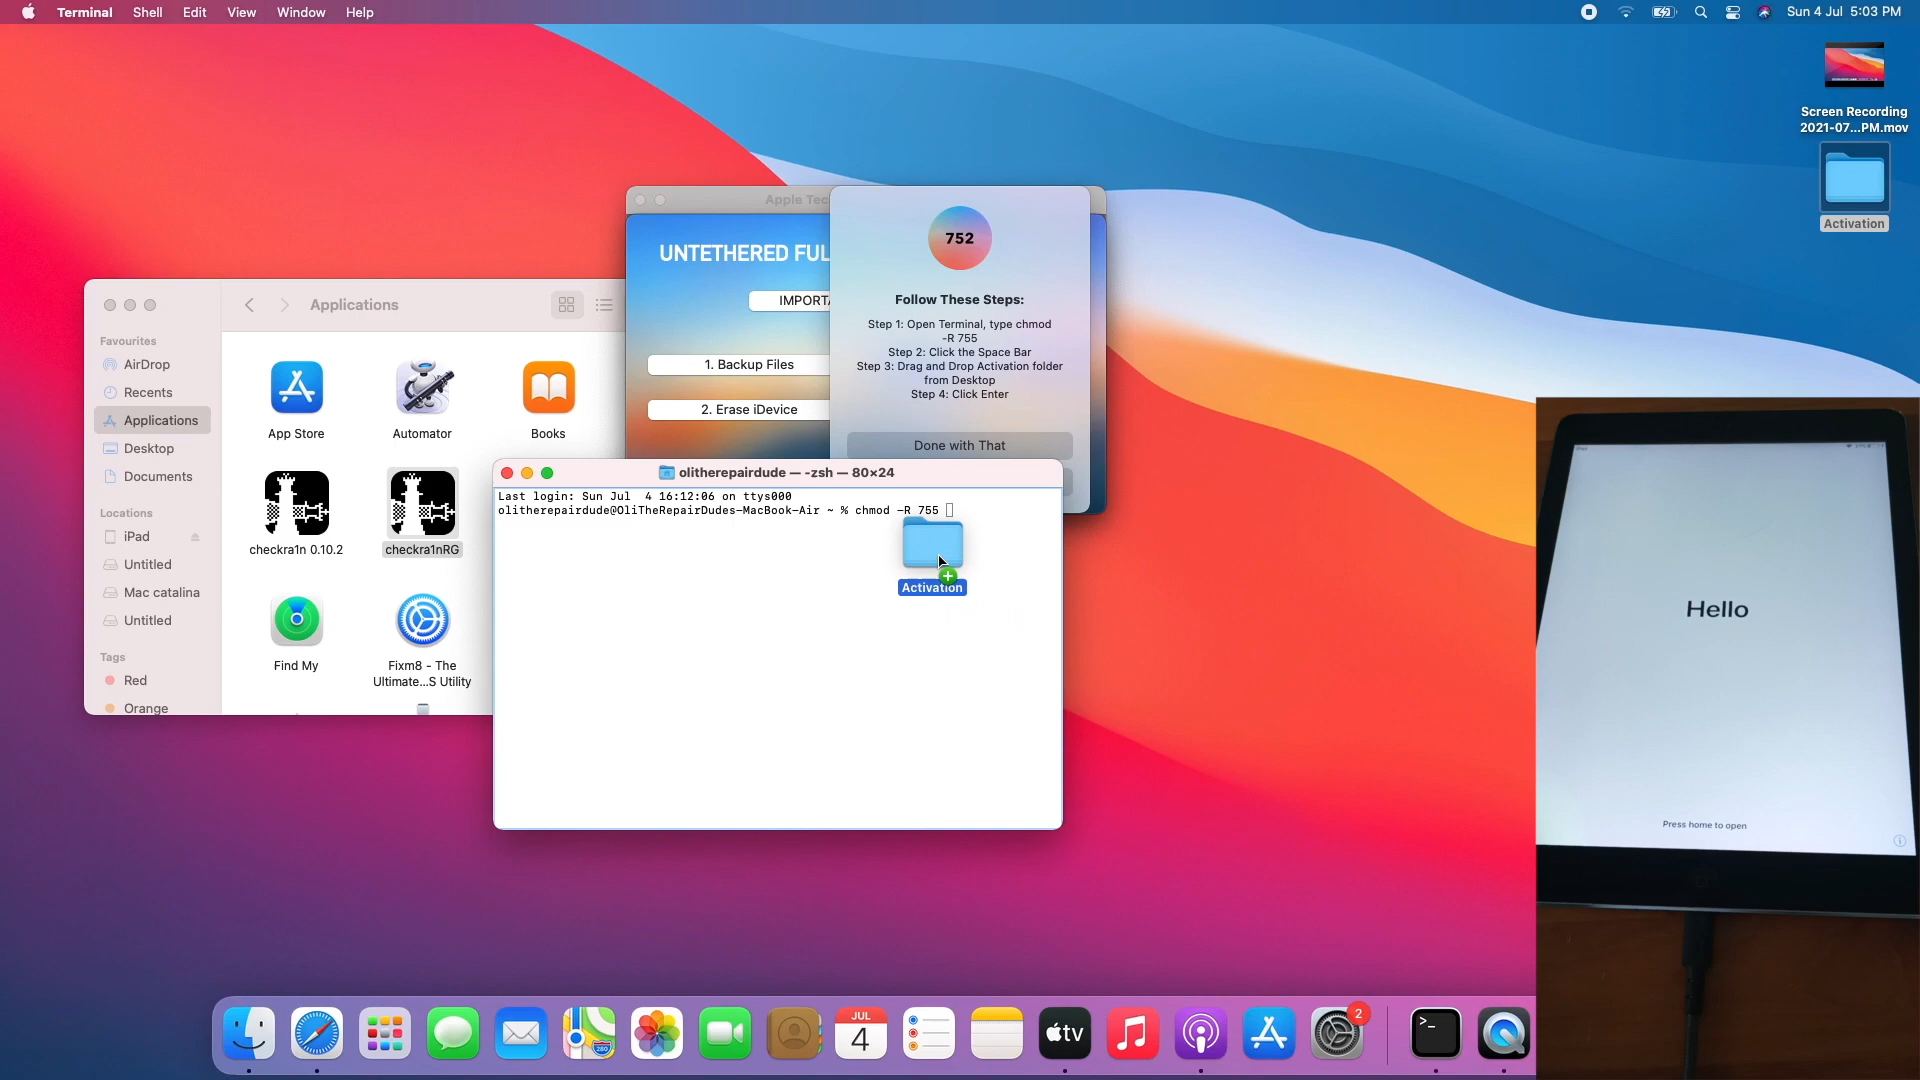 Terminal Shell Edit View Window Help
Sun 4 Jul 5:03 PM
Screen Recording
2021-07...PM.mov
Activation
Apple Tec
UNTETHERED FUL
IMPORTA
1. Backup Files
2. Erase iDevice
752
Follow These Steps:
Step 1: Open Terminal, type chmod
-R 755
Step 2: Click the Space Bar
Step 3: Drag and Drop Activation folder
from Desktop
Step 4: Click Enter
Done with That
Applications
Favourites
AirDrop
Recents
Applications
Desktop
Documents
Locations
iPad
Untitled
Mac catalina
Untitled
Tags
Red
Orange
App Store
Automator
Books
checkra1n 0.10.2
checkra1nRG
Find My
Fixm8 - The
Ultimate...S Utility
olitherepairdude — -zsh — 80×24
Last login: Sun Jul  4 16:12:06 on ttys000
olitherepairdude@OliTheRepairDudes-MacBook-Air ~ % chmod -R 755
Activation
Hello
Press home to open
JUL
4
280
tv
2
>_